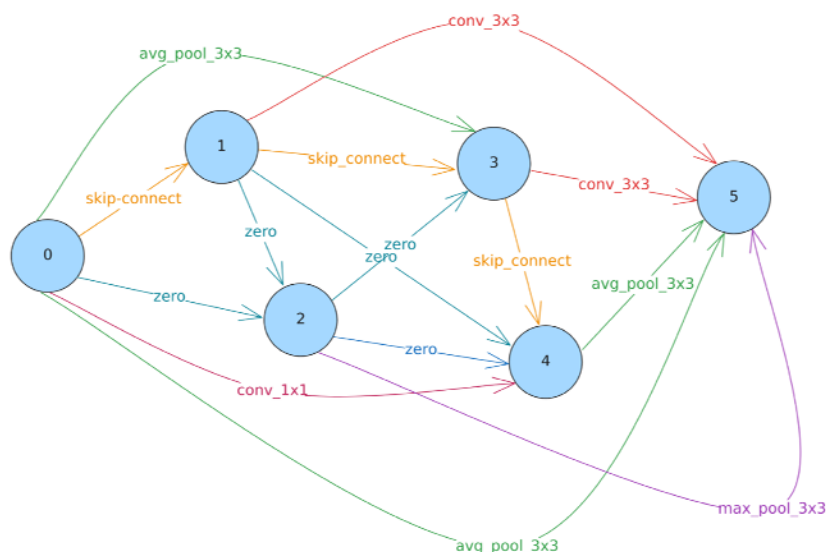 conv_3x3
avg_pool_3x3
1
skip_connect
3
skip-connect
conv_3x3
5
zero
zero
zero
0
skip_connect
avg_pool_3x3
zero
2
zero
4
conv_1x1
max_pool_3x3
avg_pool_3x3